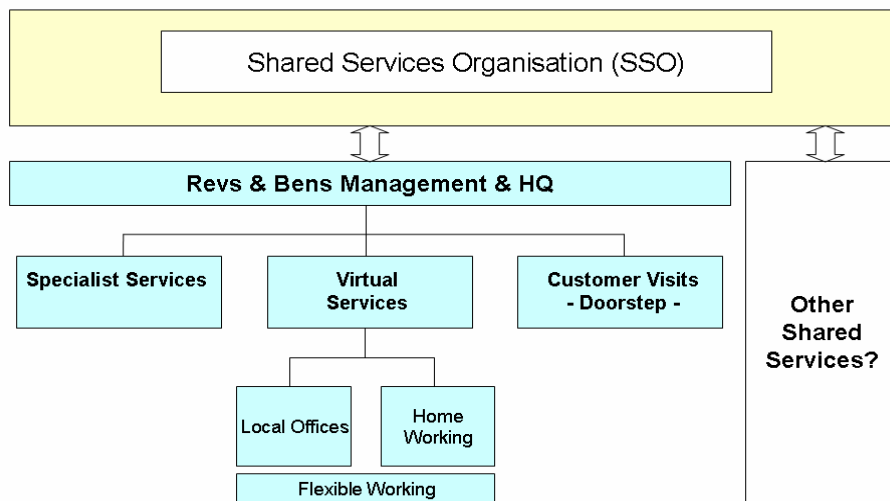 Shared Services Organisation (SSO)
Revs & Bens Management & HQ
Specialist Services
Virtual
Services
Customer Visits
- Doorstep -
Other
Shared
Services?
Local Offices
Home
Working
Flexible Working